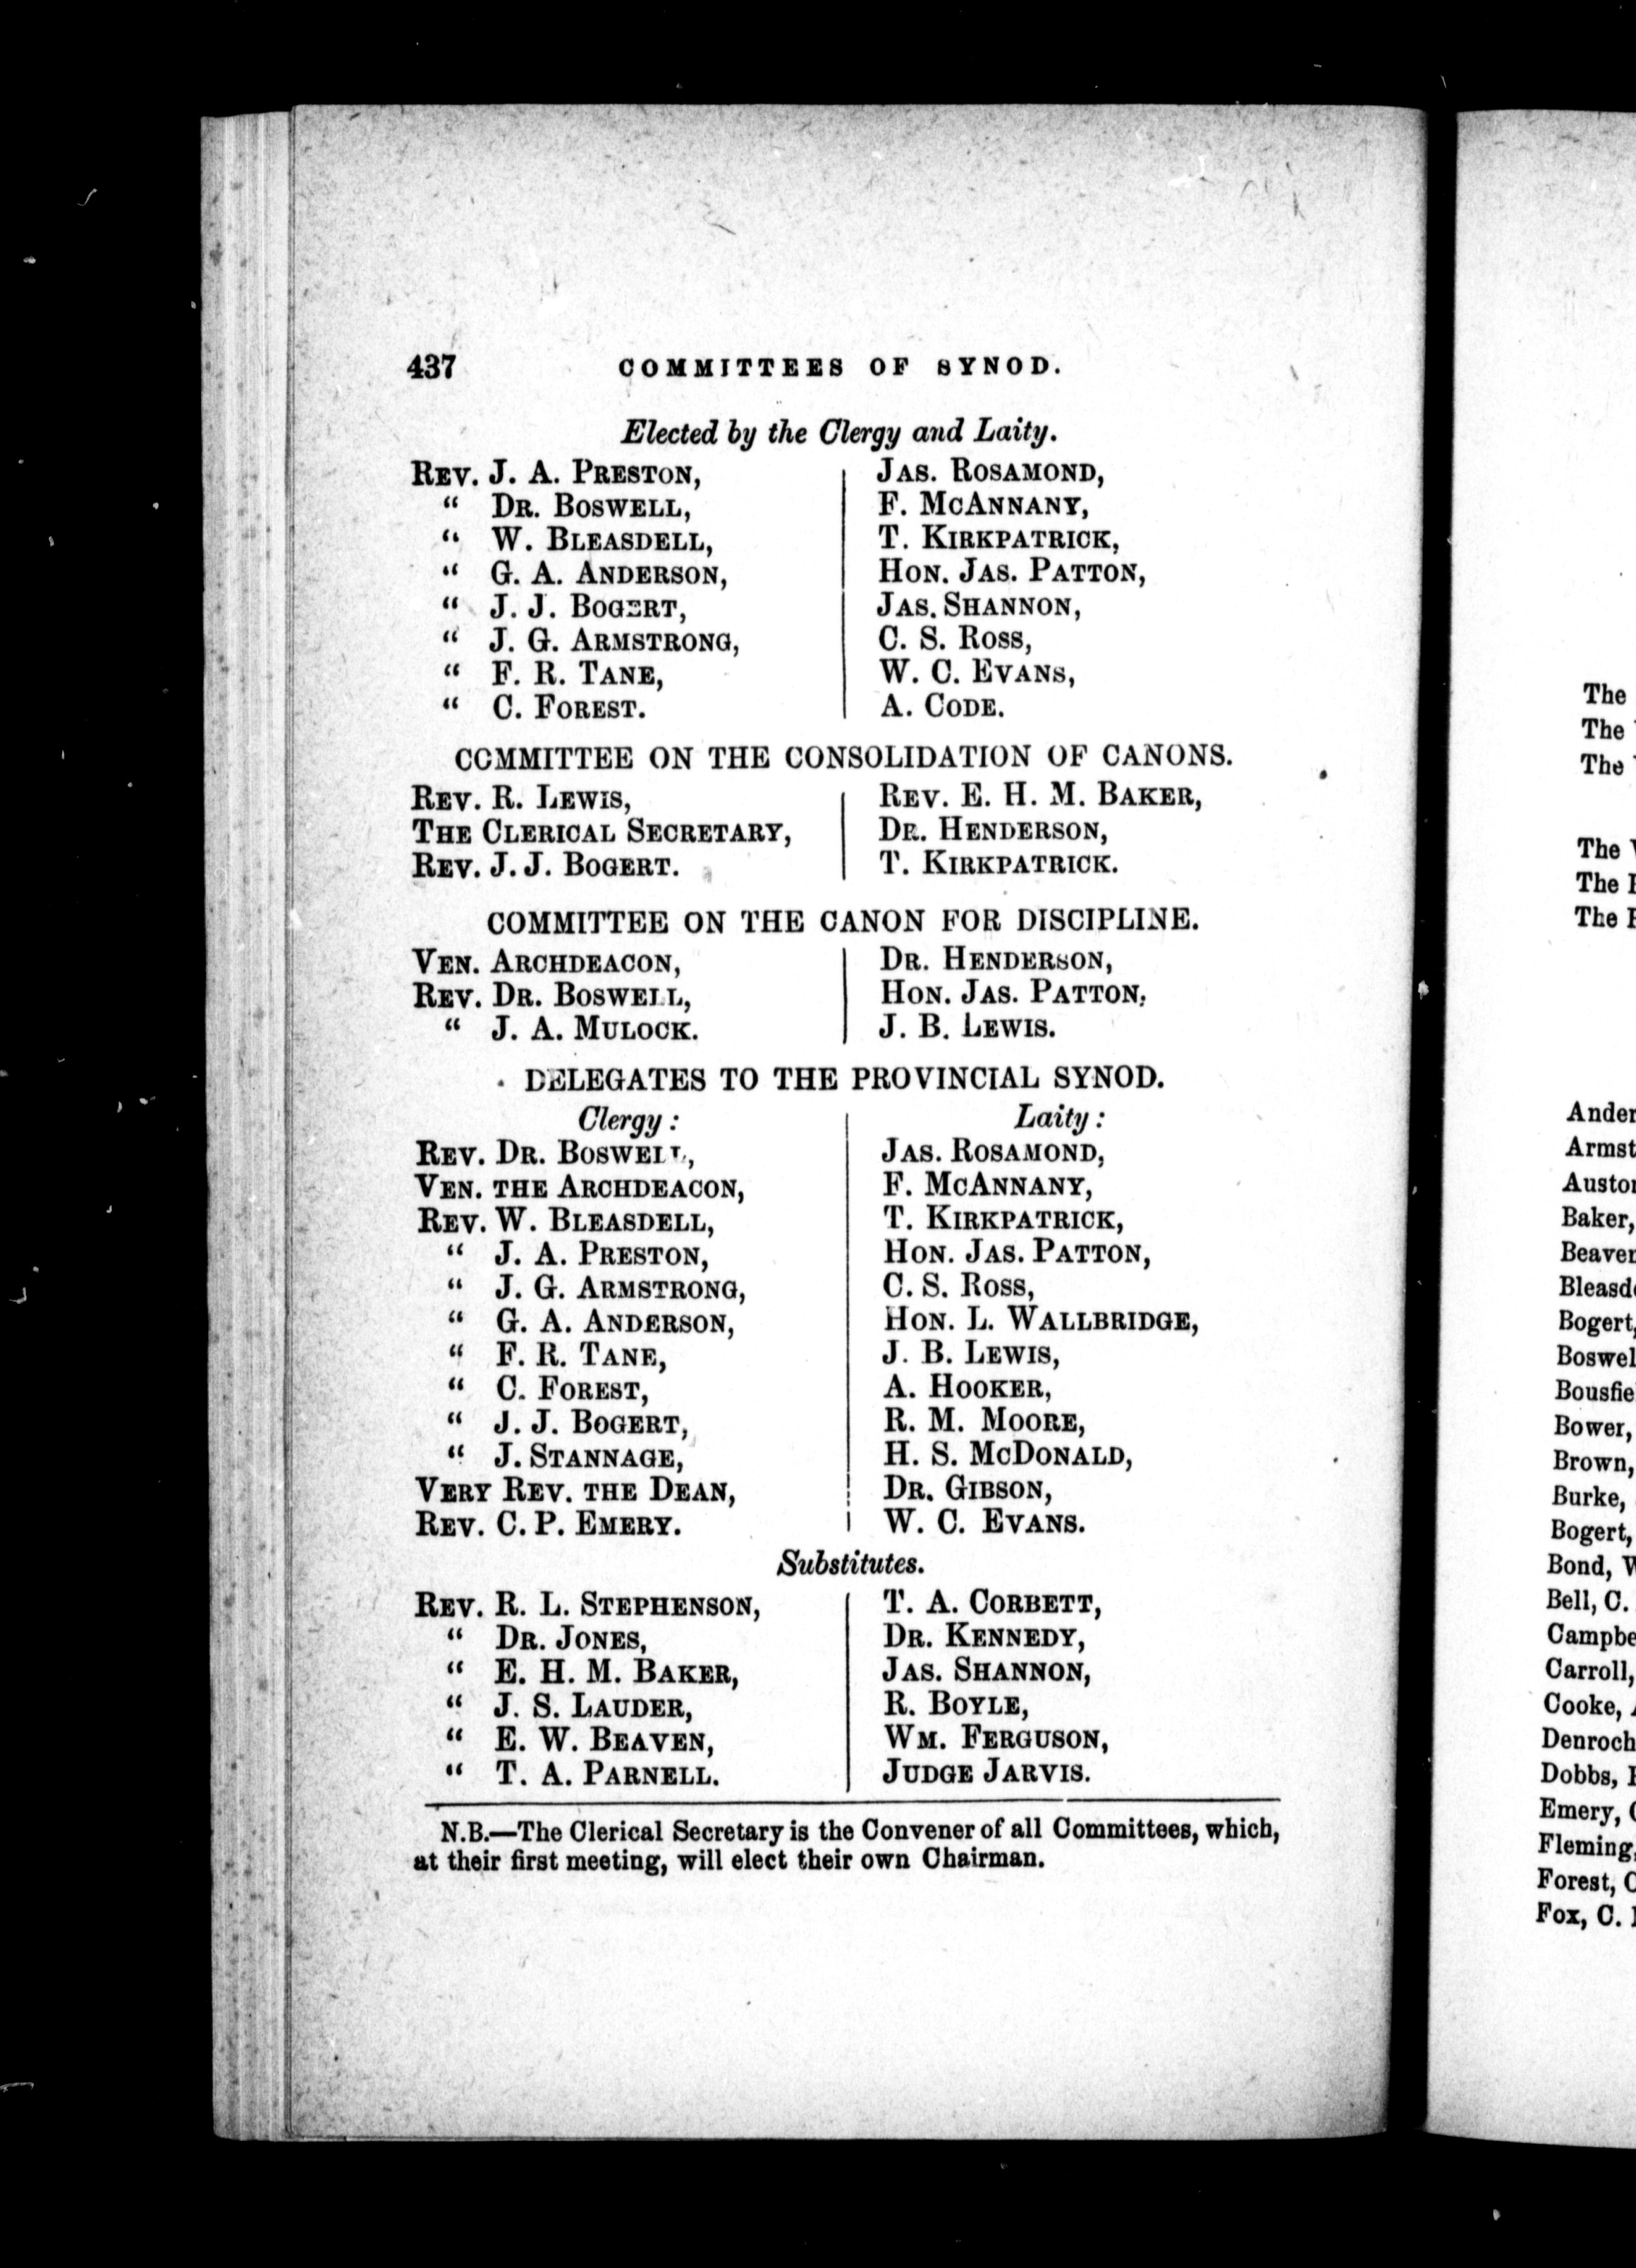 437 COMMITTEES OF SYNOD.
Elected by the Clergy and Laity.
REV. J. A. PRESTON,
“ DR. BOSWELL,
“ W. BLEASDELL,
“ G. A. ANDERSON,
“ J. J. BOGERT,
“ J. G. ARMSTRONG,
“ F. R. TANE,
“ C. FOREST.
JAS. ROSAMOND,
F. MCANNANY,
T. KIRKPATRICK,
HON. JAS. PATTON,
JAS. SHANNON,
C. S. ROSS,
W. C. EVANS,
A. CODE.
COMMITTEE ON THE CONSOLIDATION OF CANONS.
REV. R. LEWIS,
THE CLERICAL SECRETARY,
REV. J. J. BOGERT.
REV. E. H. M. BAKER,
DR. HENDERSON,
T. KIRKPATRICK.
COMMITTEE ON THE CANON FOR DISCIPLINE.
VEN. ARCHDEACON,
REV. DR. BOSWELL,
“ J. A. MULOCK.
DR. HENDERSON,
HON. JAS. PATTON,
J. B. LEWIS.
DELEGATES TO THE PROVINCIAL SYNOD.
Clergy :
REV. DR. BOSWELL,
VEN. THE ARCHDEACON,
REV. W. BLEASDELL,
“ J. A. PRESTON,
“ J. G. ARMSTRONG,
“ G. A. ANDERSON,
“ F. R. TANE,
“ C. FOREST,
“ J. J. BOGERT,
“ J. STANNAGE,
VERY REV. THE DEAN,
REV. C. P. EMERY.
Laity :
JAS. ROSAMOND,
F. MCANNANY,
T. KIRKPATRICK,
HON. JAS. PATTON,
C. S. ROSS,
HON. L. WALLBRIDGE,
J. B. LEWIS,
A. HOOKER,
R. M. MOORE,
H. S. MCDONALD,
DR. GIBSON,
W. C. EVANS.
Substitutes.
REV. R. L. STEPHENSON,
“ DR. JONES,
“ E. H. M. BAKER,
“ J. S. LAUDER,
“ E. W. BEAVEN,
“ T. A. PARNELL.
T. A. CORBETT,
DR. KENNEDY,
JAS. SHANNON,
R. BOYLE,
WM. FERGUSON,
JUDGE JARVIS.
N.B.—The Clerical Secretary is the Convener of all Committees, which,
at their first meeting, will elect their own Chairman.
The
The
The
The
The
The
Baker,
Bogert,
Bower,
Brown,
Burke,
Bogert,
Bond,
Bell, C.
Carroll,
Cooke,
Dobbs,
Emery,
Fleming,
Forest,
Fox, C.